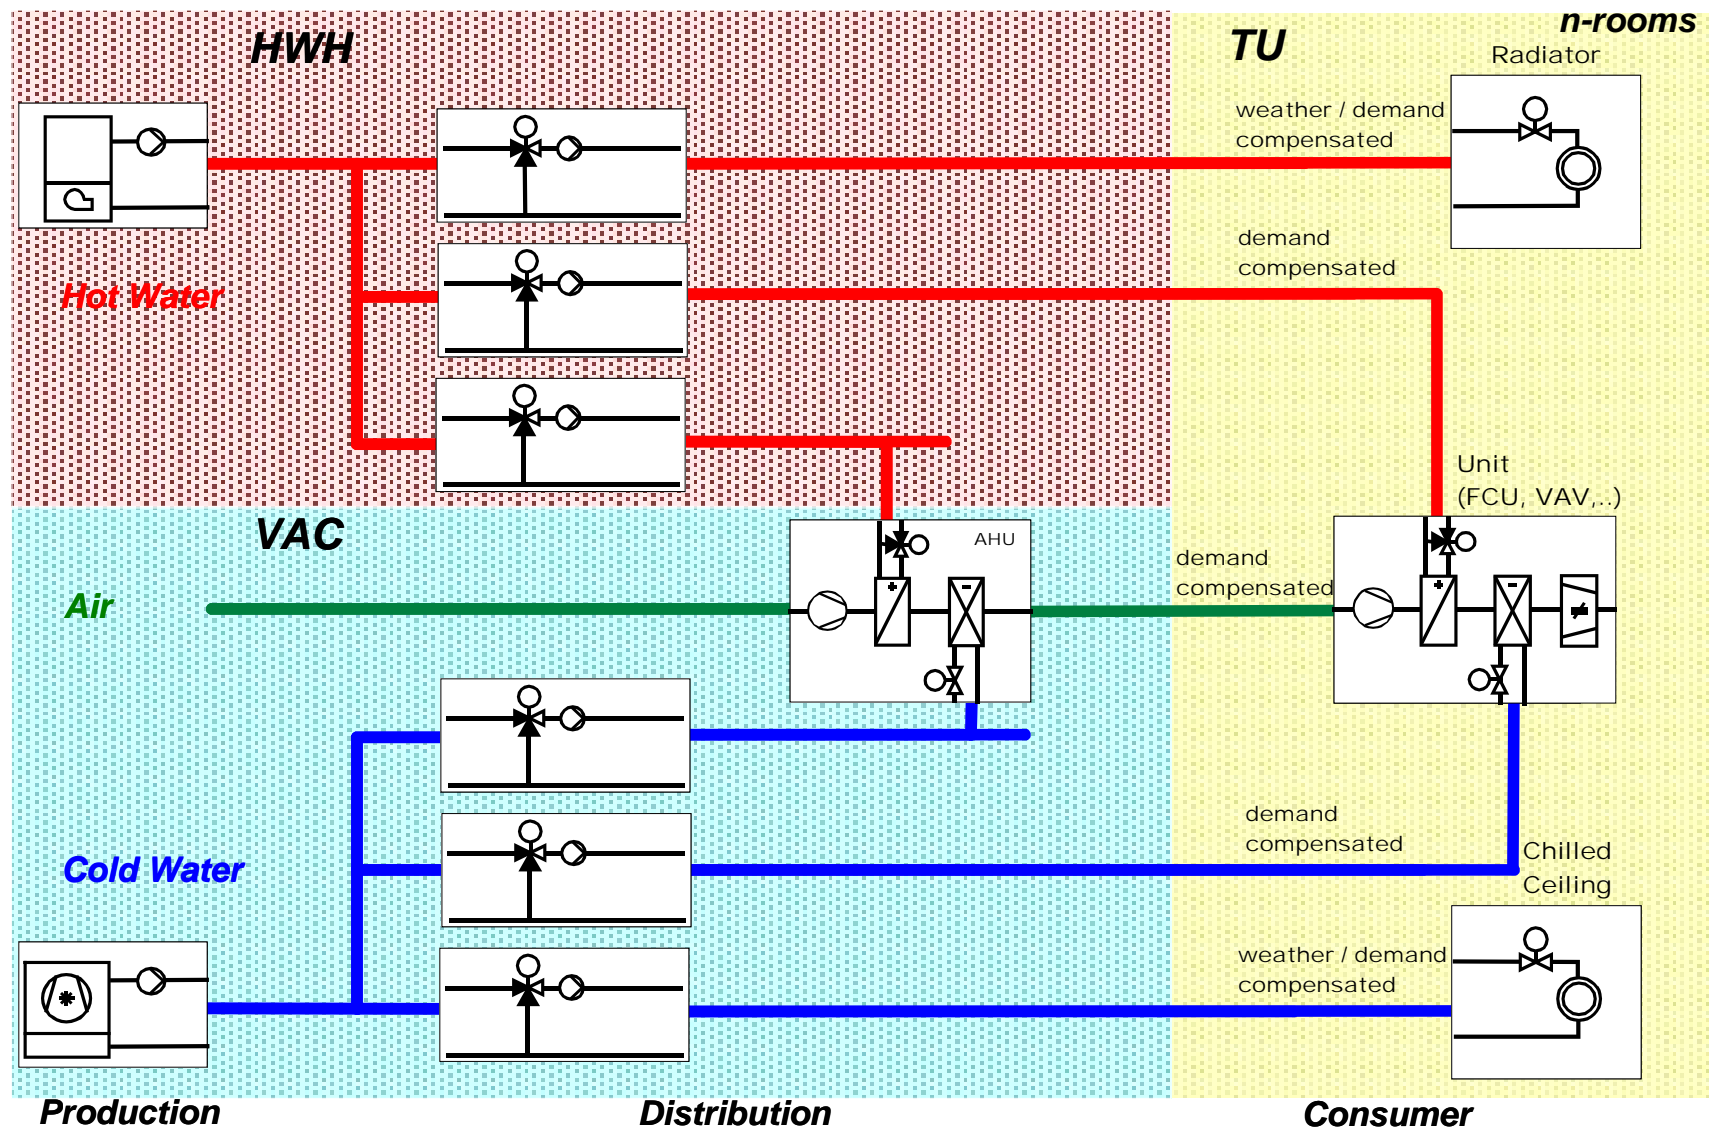 n-rooms
HWH
TU
Radiator
weather / demand
compensated
demand
compensated
Hot Water
Unit
(FCU, VAV,..)
VAC
AHU
demand
compensated
Air
+
-
+
-
demand
compensated
Chilled
Ceiling
Cold Water
weather / demand
compensated
Production
Distribution
Consumer